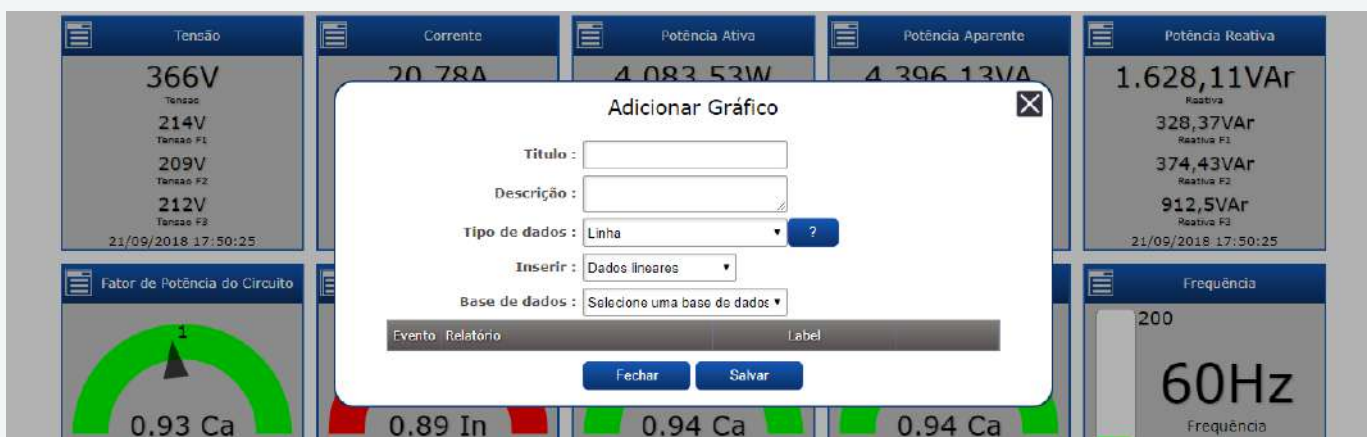 Tensão
366V
Tensao
214V
Tensao F1
209V
Tensao F2
212V
Tensao F3
21/09/2018 17:50:25
Corrente
20,78A
Potência Ativa
4.083,53W
Potência Aparente
4.396,13VA
Potência Reativa
1.628,11VAr
Reativa
328,37VAr
Reativa F1
374,43VAr
Reativa F2
912,5VAr
Reativa F3
21/09/2018 17:50:25
Adicionar Gráfico
Titulo :
Descrição :
Tipo de dados : Linha ?
Inserir : Dados lineares
Base de dados : Selecione uma base de dados
Evento Relatório Label
Fechar Salvar
Fator de Potência do Circuito
1
0.93 Ca
0.89 In
0.94 Ca
0.94 Ca
Frequência
200
60Hz
Frequência